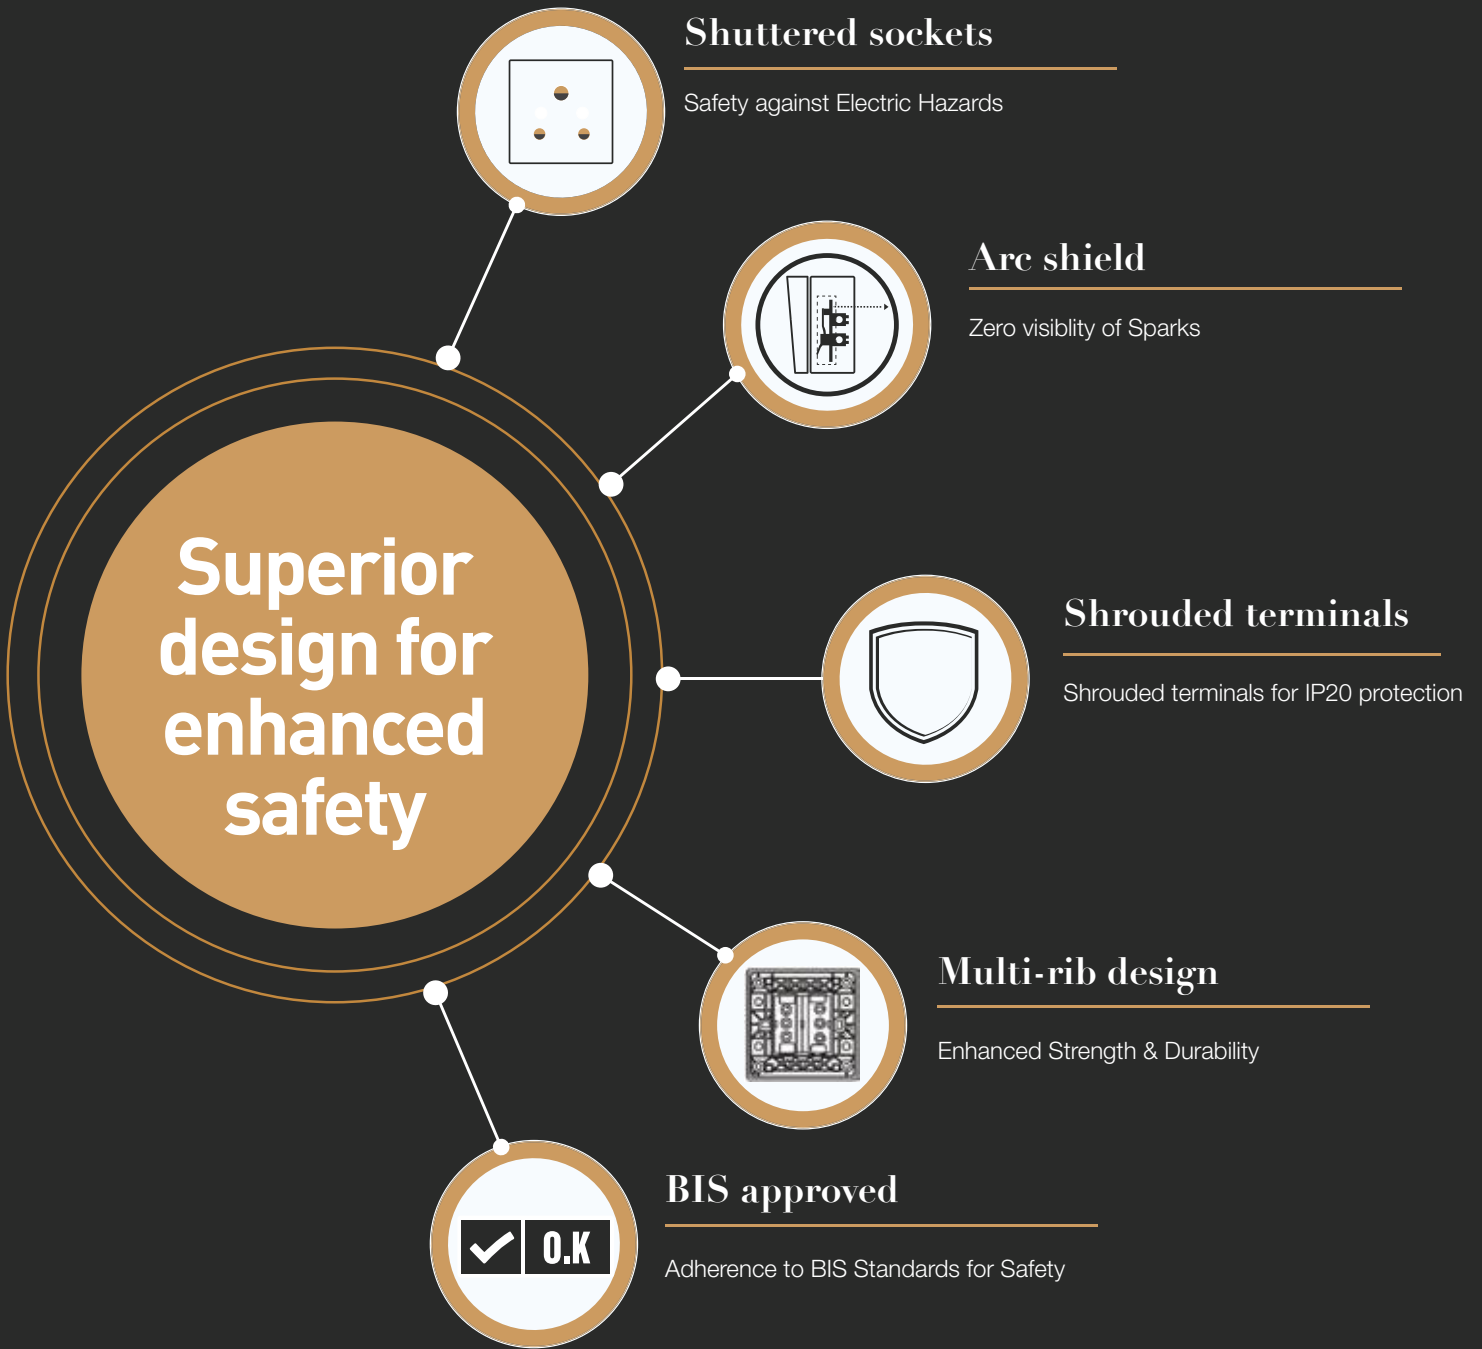 Shuttered sockets
Safety against Electric Hazards
Arc shield
Zero visiblity of Sparks
Superior
design for
enhanced
safety
Shrouded terminals
Shrouded terminals for IP20 protection
Multi-rib design
Enhanced Strength & Durability
BIS approved
O.K
Adherence to BIS Standards for Safety